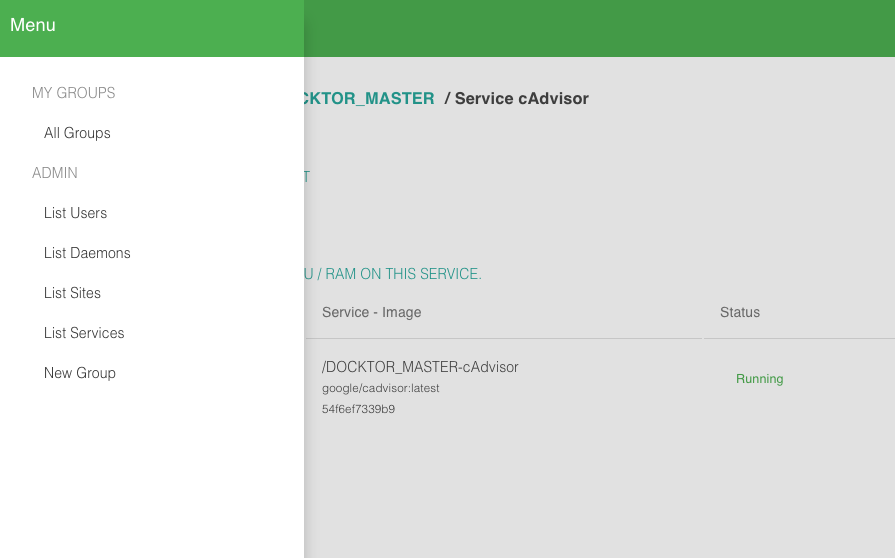 Menu
MY GROUPS
All Groups
ADMIN
List Users
List Daemons
List Sites
List Services
New Group
CKTOR_MASTER / Service cAdvisor
T
U / RAM ON THIS SERVICE.
Service - Image Status
/DOCKTOR_MASTER-cAdvisor
google/cadvisor:latest
54f6ef7339b9
Running